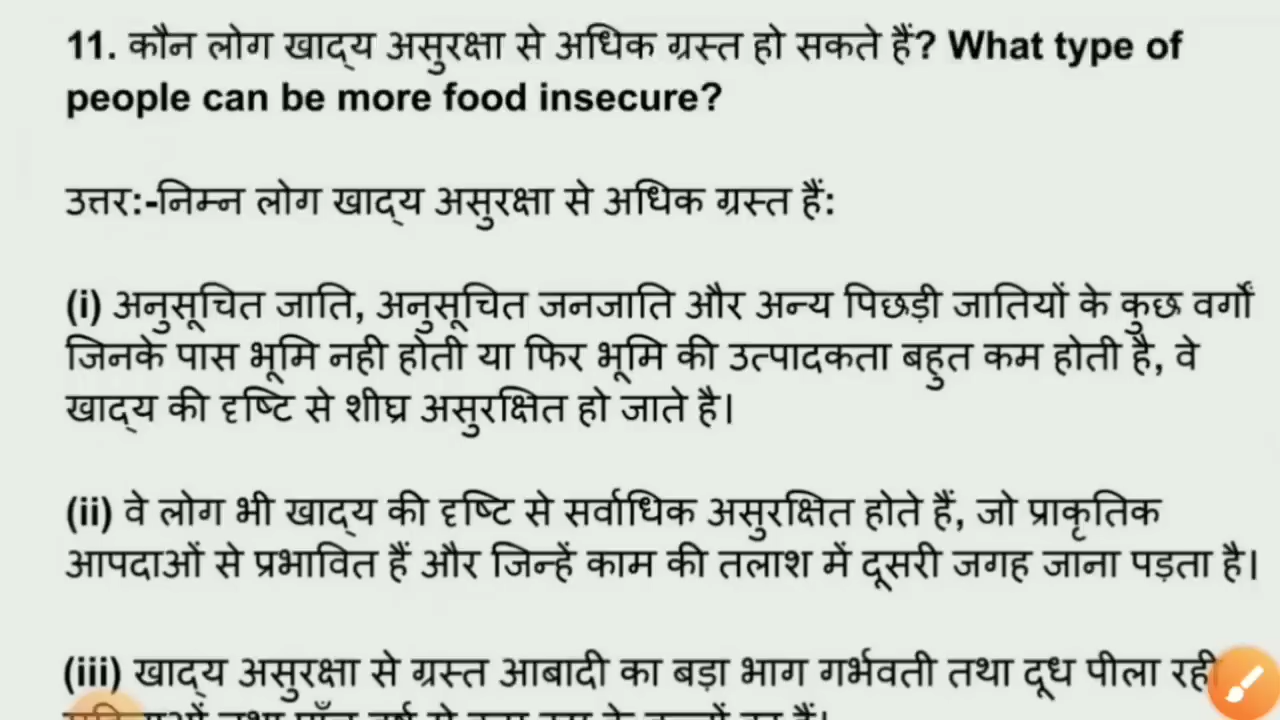 11. कौन लोग खाद्य असुरक्षा से अधिक ग्रस्त हो सकते हैं? What type of
people can be more food insecure?
उत्तर:-निम्न लोग खाद्य असुरक्षा से अधिक ग्रस्त हैं:
(i) अनुसूचित जाति, अनुसूचित जनजाति और अन्य पिछड़ी जातियों के कुछ वर्गों
जिनके पास भूमि नही होती या फिर भूमि की उत्पादकता बहुत कम होती है, वे
खाद्य की दृष्टि से शीघ्र असुरक्षित हो जाते है।
(ii) वे लोग भी खाद्य की दृष्टि से सर्वाधिक असुरक्षित होते हैं, जो प्राकृतिक
आपदाओं से प्रभावित हैं और जिन्हें काम की तलाश में दूसरी जगह जाना पड़ता है।
(iii) खाद्य असुरक्षा से ग्रस्त आबादी का बड़ा भाग गर्भवती तथा दूध पीला रही